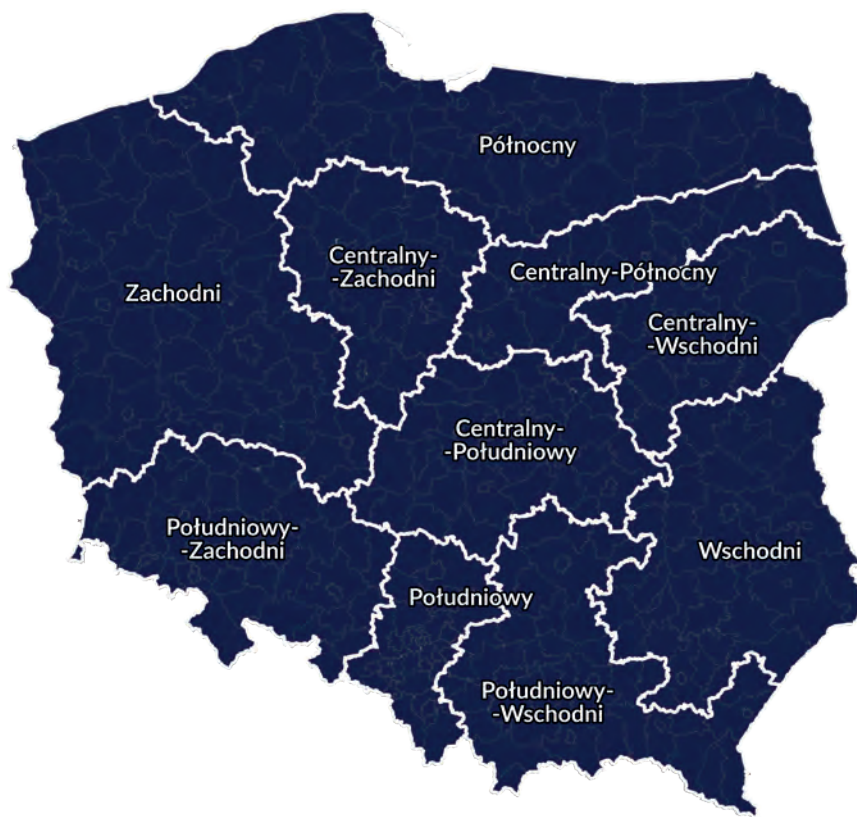 Północny
Centralny-
-Zachodni
Centralny-Północny
Zachodni
Centralny-
-Wschodni
Centralny-
-Południowy
Południowy-
-Zachodni
Wschodni
Południowy
Południowy-
-Wschodni